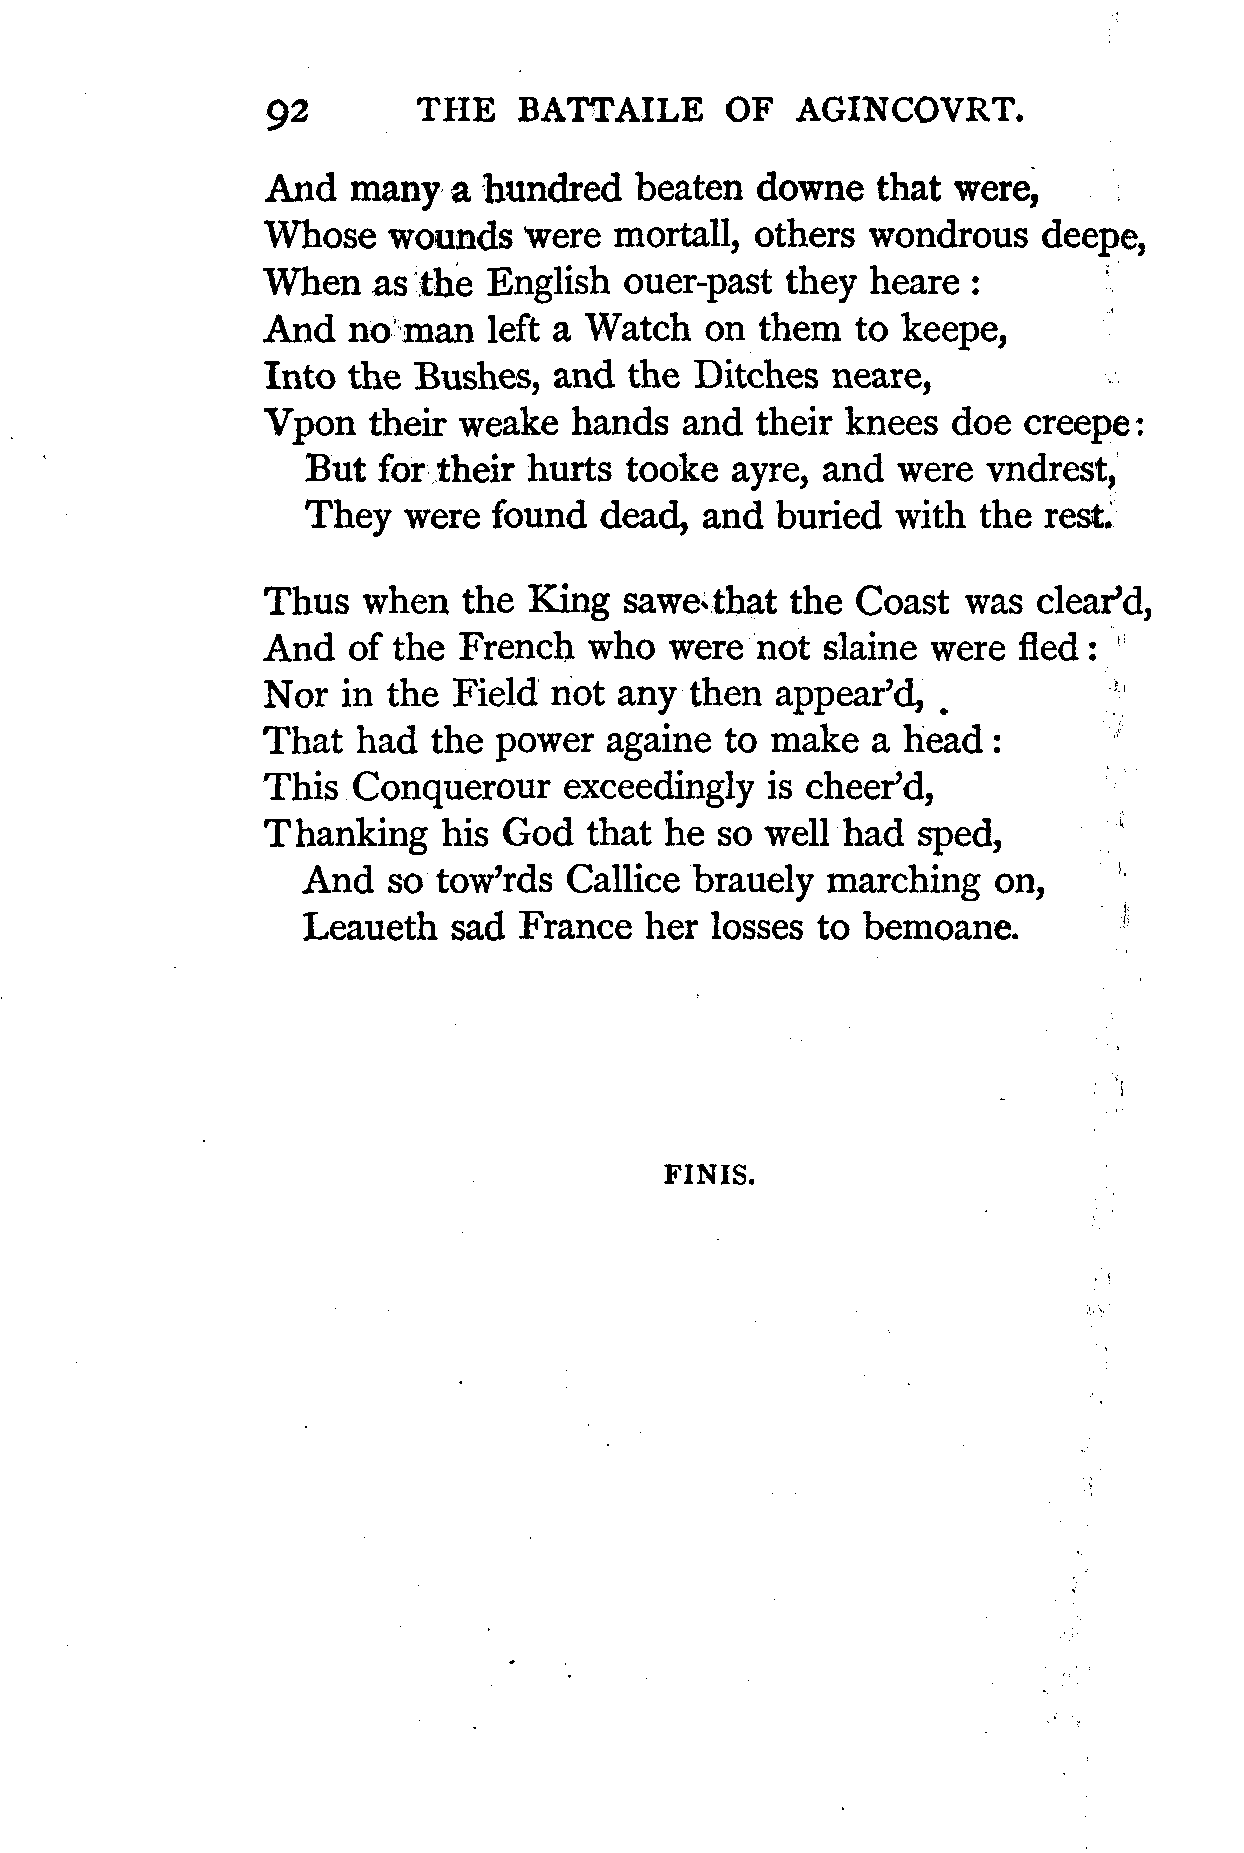 92 THE BATTAILE OF AGINCOVRT.
And many a hundred beaten downe that were,
Whose wounds were mortall, others wondrous deepe,
When as the English ouer-past they heare :
And no man left a Watch on them to keepe,
Into the Bushes, and the Ditches neare,
Vpon their weake hands and their knees doe creepe:
But for their hurts tooke ayre, and were vndrest,
They were found dead, and buried with the rest.
Thus when the King sawe that the Coast was clear'd,
And of the French who were not slaine were fled :
Nor in the Field not any then appear'd,
That had the power againe to make a head :
This Conquerour exceedingly is cheer'd,
Thanking his God that he so well had sped,
And so tow'rds Callice brauely marching on,
Leaueth sad France her losses to bemoane.
FINIS.